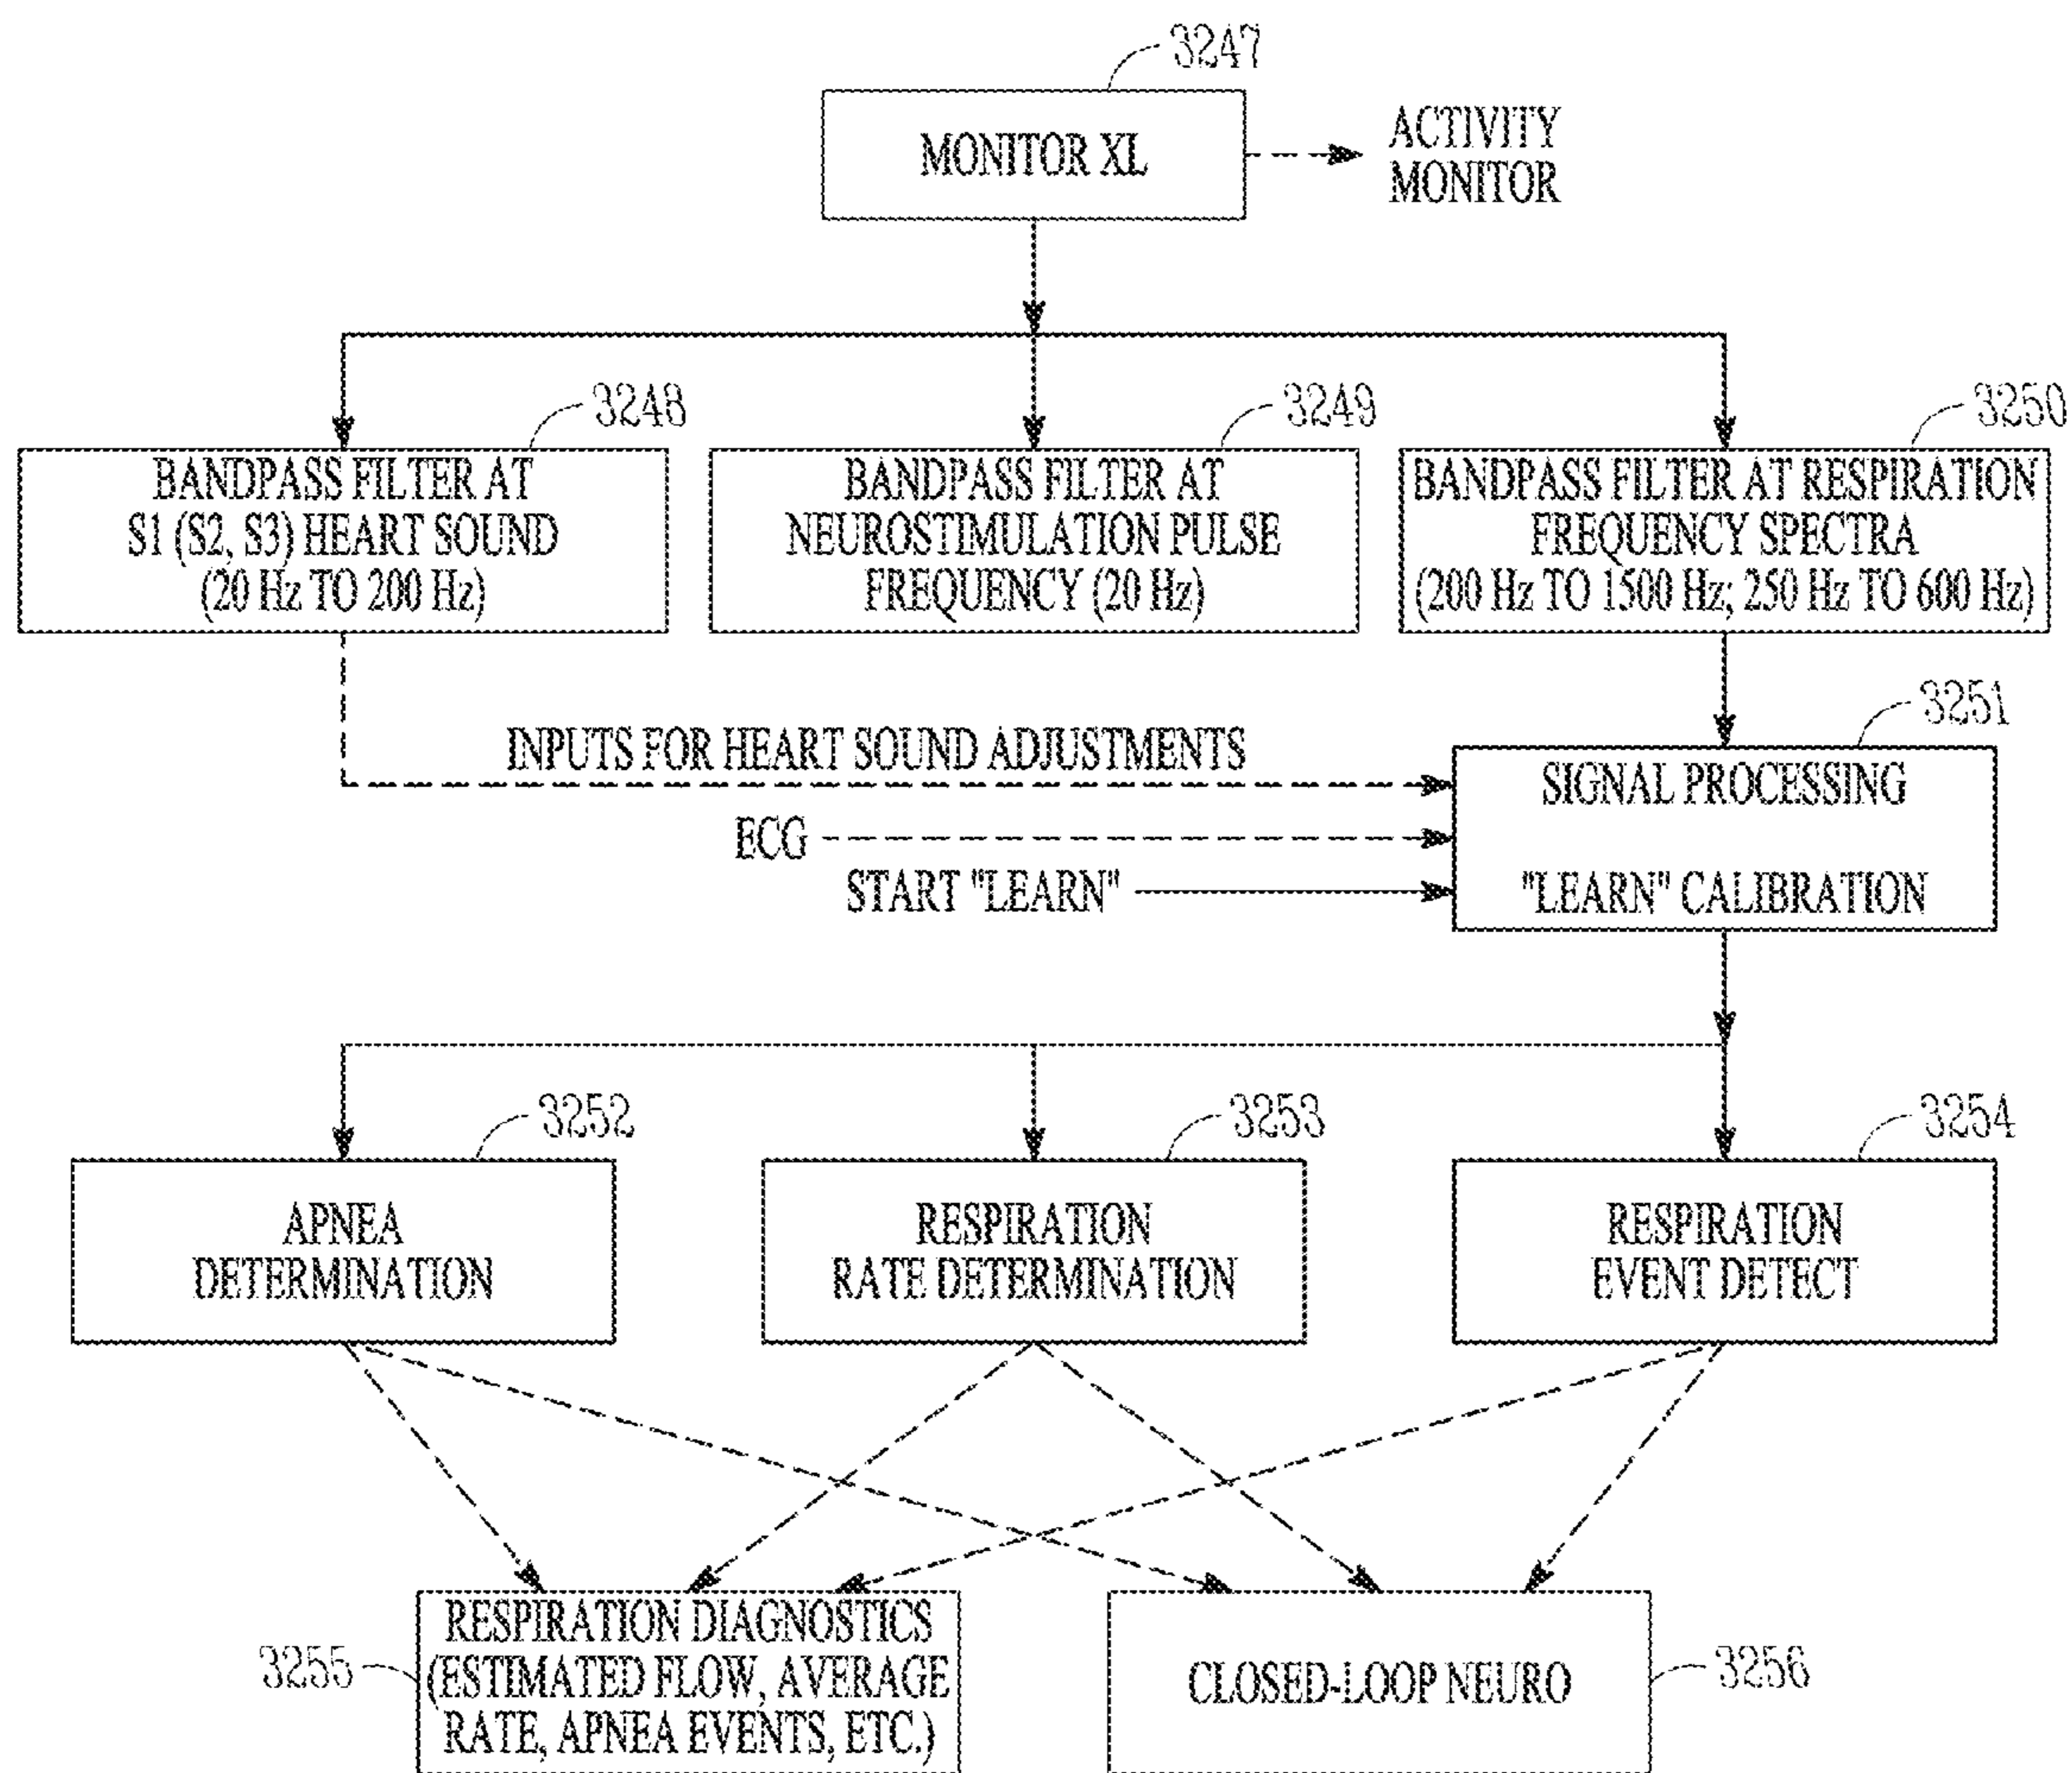 3247
MONITOR XL
ACTIVITY
MONITOR
3248
3249
3250
BANDPASS FILTER AT
S1 (S2, S3) HEART SOUND
(20 Hz TO 200 Hz)
BANDPASS FILTER AT
NEUROSTIMULATION PULSE
FREQUENCY (20 Hz)
BANDPASS FILTER AT RESPIRATION
FREQUENCY SPECTRA
(200 Hz TO 1500 Hz; 250 Hz TO 600 Hz)
3251
INPUTS FOR HEART SOUND ADJUSTMENTS
ECG
START "LEARN"
SIGNAL PROCESSING
"LEARN" CALIBRATION
3252
3253
3254
APNEA
DETERMINATION
RESPIRATION
RATE DETERMINATION
RESPIRATION
EVENT DETECT
3255
RESPIRATION DIAGNOSTICS
(ESTIMATED FLOW, AVERAGE
RATE, APNEA EVENTS, ETC.)
CLOSED-LOOP NEURO
3256